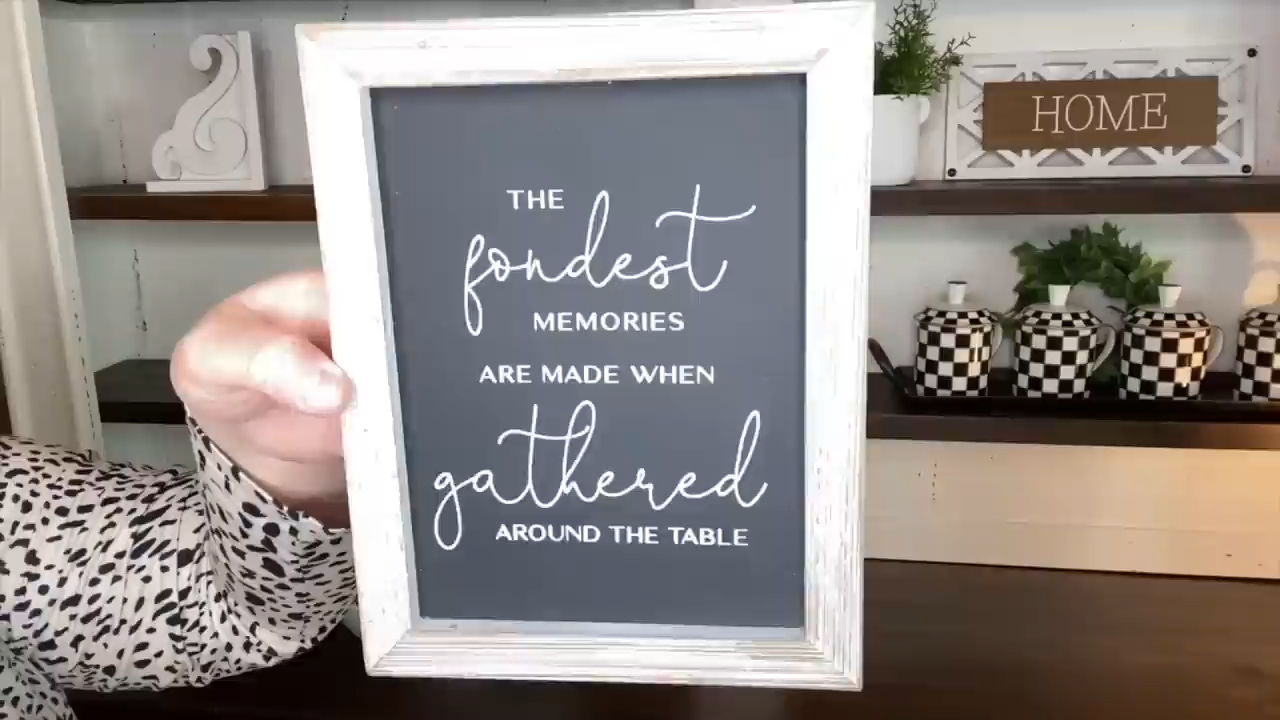 THE
fondest
MEMORIES
ARE MADE WHEN
gathered
AROUND THE TABLE
HOME